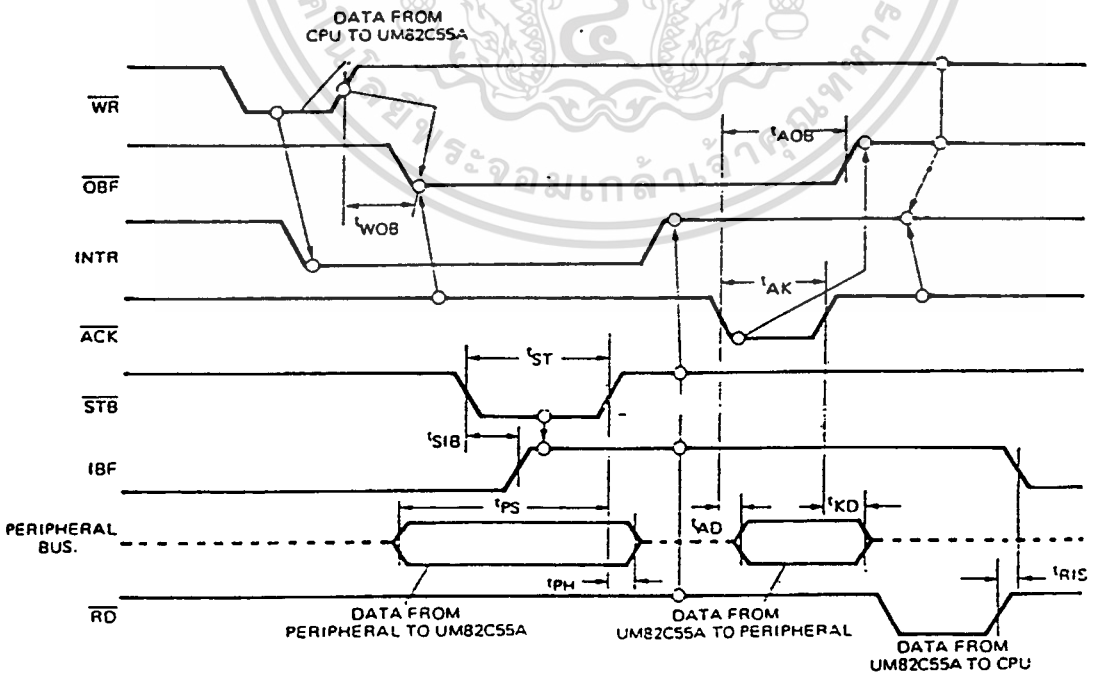 DATA FROM
CPU TO UM82C55A
WR
tAOB
OBF
tWOB
INTR
tAK
ACK
tST
STB
tSIB
IBF
tPS
tAD
tKD
PERIPHERAL
BUS.
tPH
tRIS
RD
DATA FROM
PERIPHERAL TO UM82C55A
DATA FROM
UM82C55A TO PERIPHERAL
DATA FROM
UM82C55A TO CPU